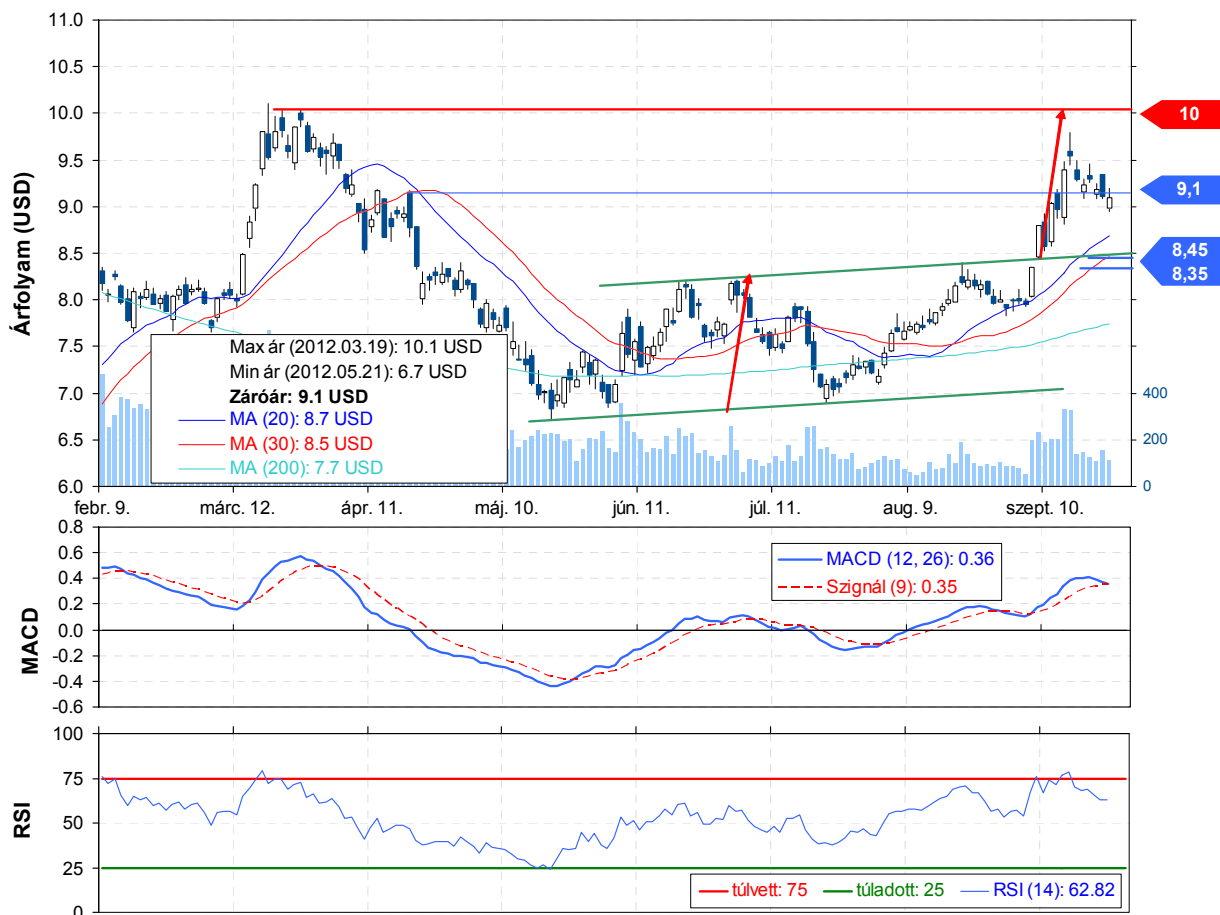 11.0
10.5
10.0
9.5
9.0
8.5
8.0
7.5
7.0
6.5
6.0
Árfolyam (USD)
10
9,1
8,45
8,35
400
200
0
Max ár (2012.03.19): 10.1 USD
Min ár (2012.05.21): 6.7 USD
Záróár: 9.1 USD
MA (20): 8.7 USD
MA (30): 8.5 USD
MA (200): 7.7 USD
febr. 9. márc. 12. ápr. 11. máj. 10. jún. 11. júl. 11. aug. 9. szept. 10.
0.8
0.6
0.4
0.2
0.0
-0.2
-0.4
-0.6
MACD
MACD (12, 26): 0.36
Szignál (9): 0.35
100
75
50
25
0
RSI
túlvett: 75 túladott: 25 RSI (14): 62.82